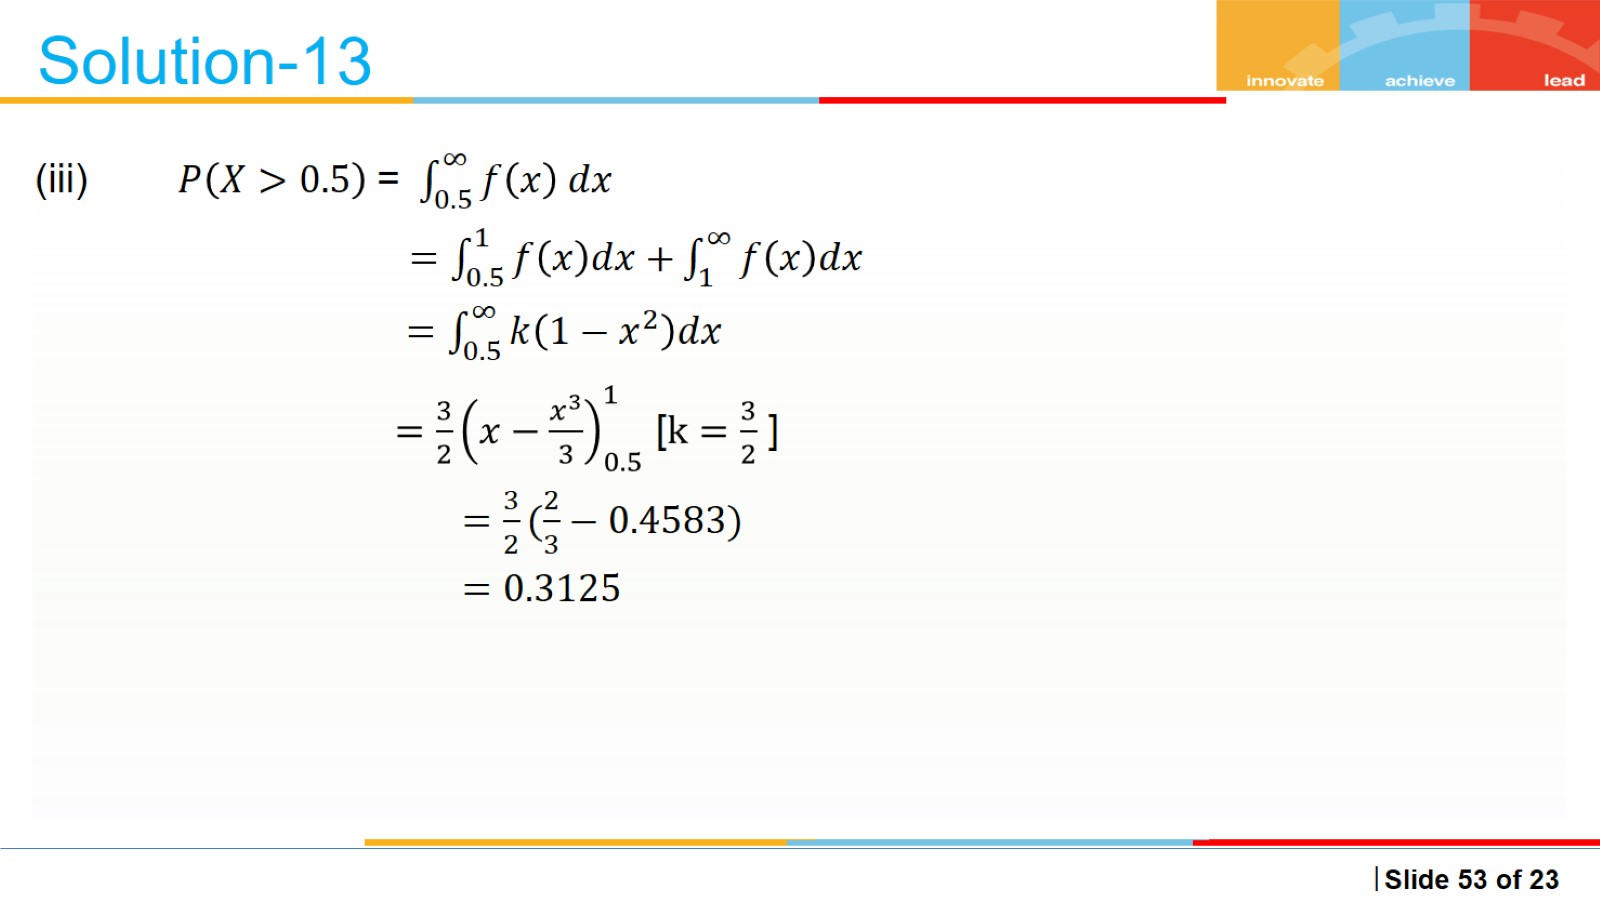 Solution-13
innovate achieve lead
(iii) P(X > 0.5) = ∫_{0.5}^{∞} f(x) dx
= ∫_{0.5}^{1} f(x)dx + ∫_{1}^{∞} f(x)dx
= ∫_{0.5}^{∞} k(1 − x²)dx
= 3/2 (x − x³/3)_{0.5}^{1} [k = 3/2 ]
= 3/2 (2/3 − 0.4583)
= 0.3125
|Slide 53 of 23